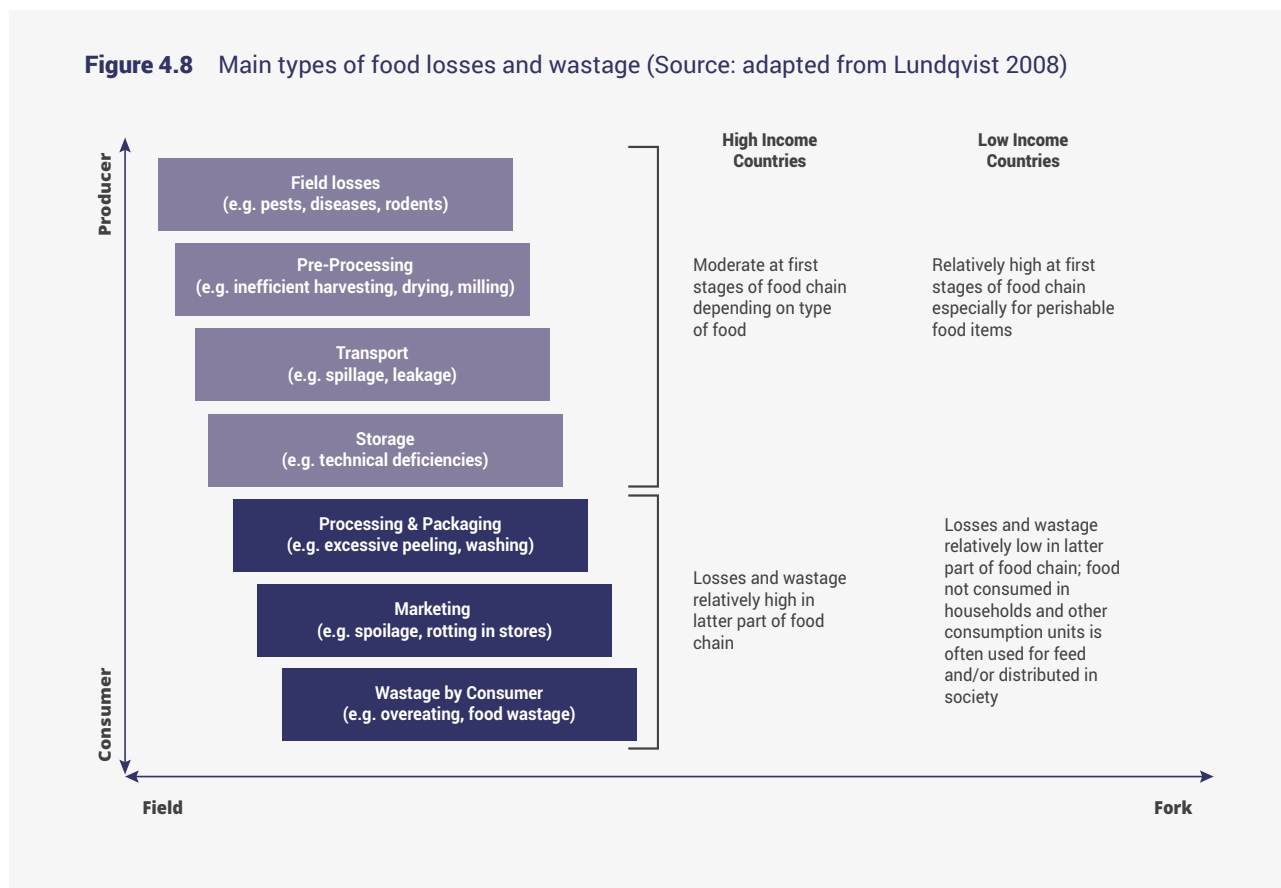 Figure 4.8 Main types of food losses and wastage (Source: adapted from Lundqvist 2008)
Producer
Consumer
Field losses
(e.g. pests, diseases, rodents)
Pre-Processing
(e.g. inefficient harvesting, drying, milling)
Transport
(e.g. spillage, leakage)
Storage
(e.g. technical deficiencies)
Processing & Packaging
(e.g. excessive peeling, washing)
Marketing
(e.g. spoilage, rotting in stores)
Wastage by Consumer
(e.g. overeating, food wastage)
High Income
Countries
Moderate at first
stages of food chain
depending on type
of food
Losses and wastage
relatively high in
latter part of food
chain
Low Income
Countries
Relatively high at first
stages of food chain
especially for perishable
food items
Losses and wastage
relatively low in latter
part of food chain; food
not consumed in
households and other
consumption units is
often used for feed
and/or distributed in
society
Field
Fork